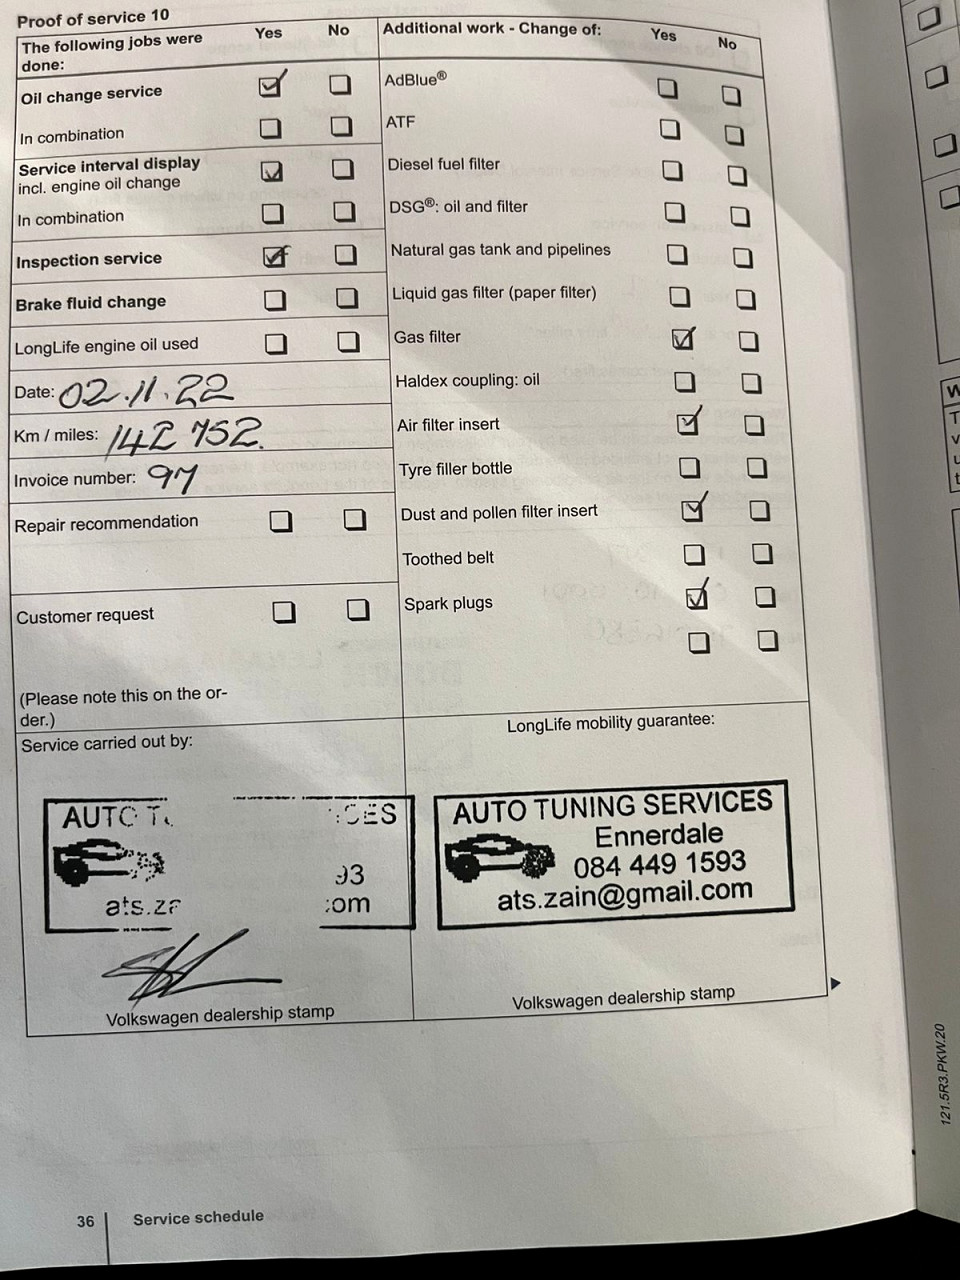 Proof of service 10
The following jobs were done:
Yes No
Oil change service
In combination
Service interval display
incl. engine oil change
In combination
Inspection service
Brake fluid change
LongLife engine oil used
Date: 02.11.22
Km / miles: 142 752.
Invoice number: 97
Repair recommendation
Customer request
(Please note this on the or-
der.)
Additional work - Change of: Yes No
AdBlue®
ATF
Diesel fuel filter
DSG®: oil and filter
Natural gas tank and pipelines
Liquid gas filter (paper filter)
Gas filter
Haldex coupling: oil
Air filter insert
Tyre filler bottle
Dust and pollen filter insert
Toothed belt
Spark plugs
Service carried out by:
AUTO
93
Volkswagen dealership stamp
LongLife mobility guarantee:
AUTO TUNING SERVICES
Ennerdale
084 449 1593
ats.zain@gmail.com
Volkswagen dealership stamp
121.5R3.PKW.20
36 Service schedule